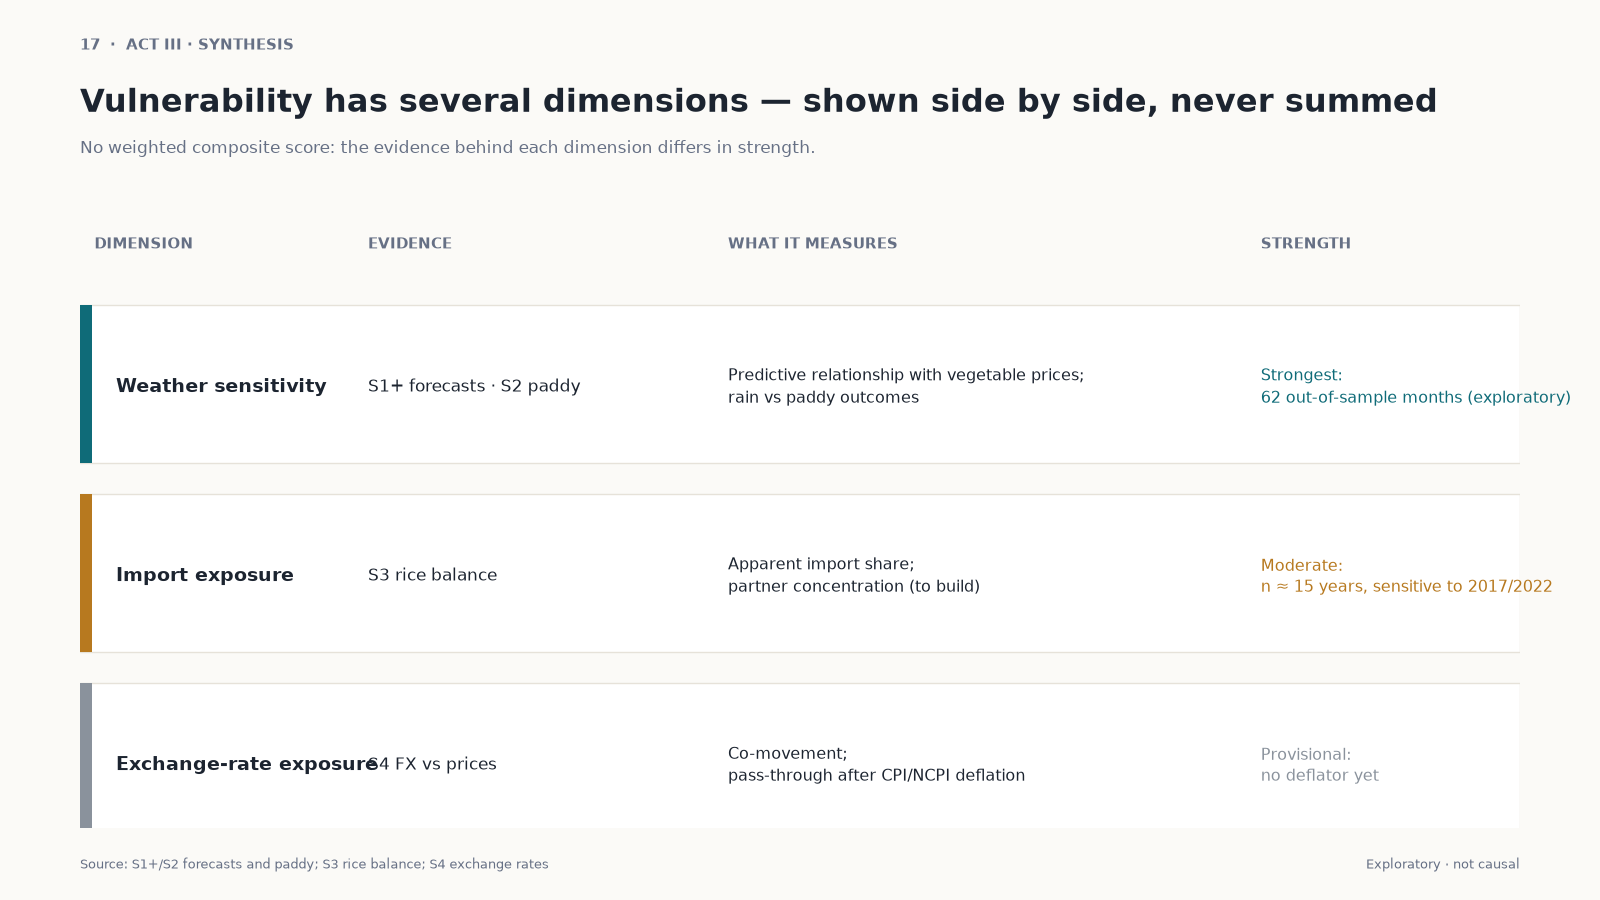 17 · ACT III · SYNTHESIS
Vulnerability has several dimensions — shown side by side, never summed
No weighted composite score: the evidence behind each dimension differs in strength.
DIMENSION EVIDENCE WHAT IT MEASURES STRENGTH
Weather sensitivity
S1+ forecasts · S2 paddy
Predictive relationship with vegetable prices;
rain vs paddy outcomes
Strongest:
62 out-of-sample months (exploratory)
Import exposure
S3 rice balance
Apparent import share;
partner concentration (to build)
Moderate:
n ≈ 15 years, sensitive to 2017/2022
Exchange-rate exposure
S4 FX vs prices
Co-movement;
pass-through after CPI/NCPI deflation
Provisional:
no deflator yet
Source: S1+/S2 forecasts and paddy; S3 rice balance; S4 exchange rates
Exploratory · not causal